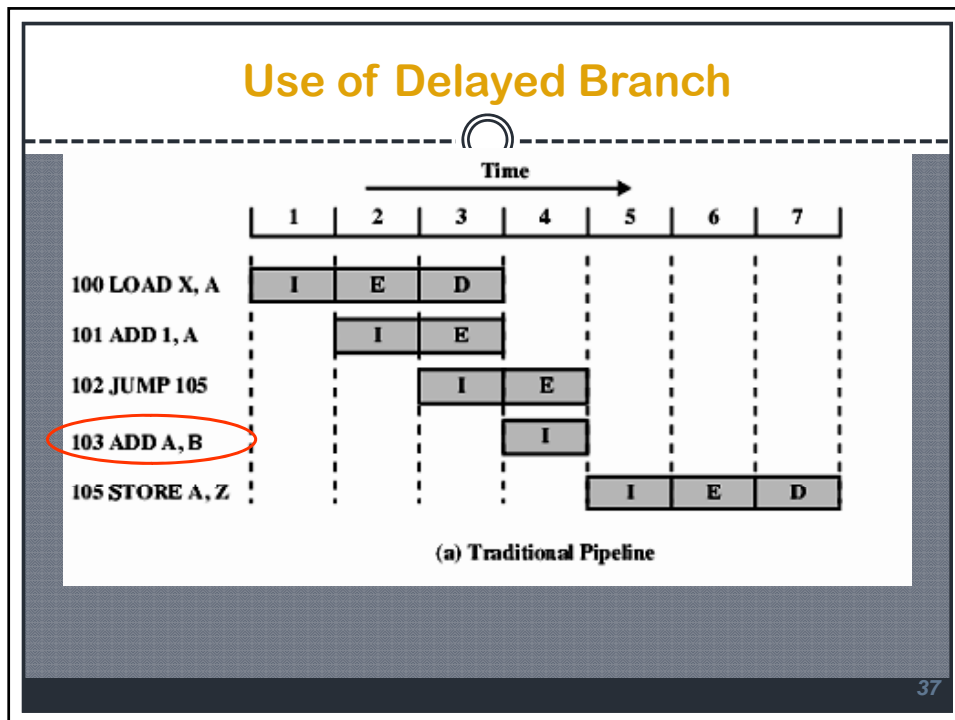 Use of Delayed Branch
Time
1 2 3 4 5 6 7
100 LOAD X, A I E D
101 ADD 1, A I E
102 JUMP 105 I E
103 ADD A, B I
105 STORE A, Z I E D
(a) Traditional Pipeline
37